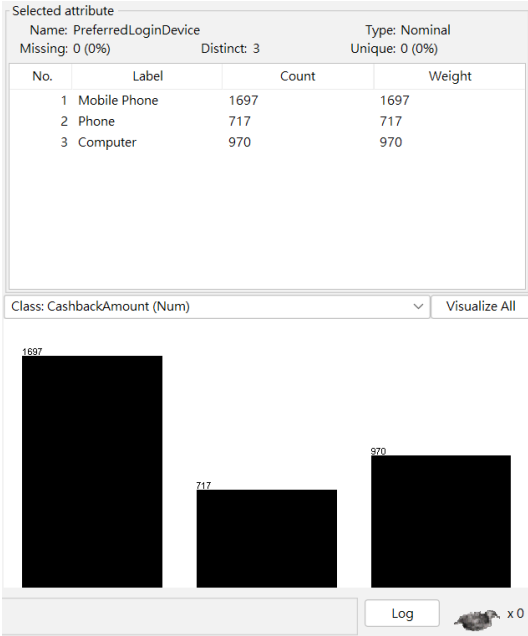 Selected attribute
Name: PreferredLoginDevice Type: Nominal
Missing: 0 (0%) Distinct: 3 Unique: 0 (0%)
No. Label Count Weight
1 Mobile Phone 1697 1697
2 Phone 717 717
3 Computer 970 970
Class: CashbackAmount (Num) Visualize All
1697
717
970
Log x 0